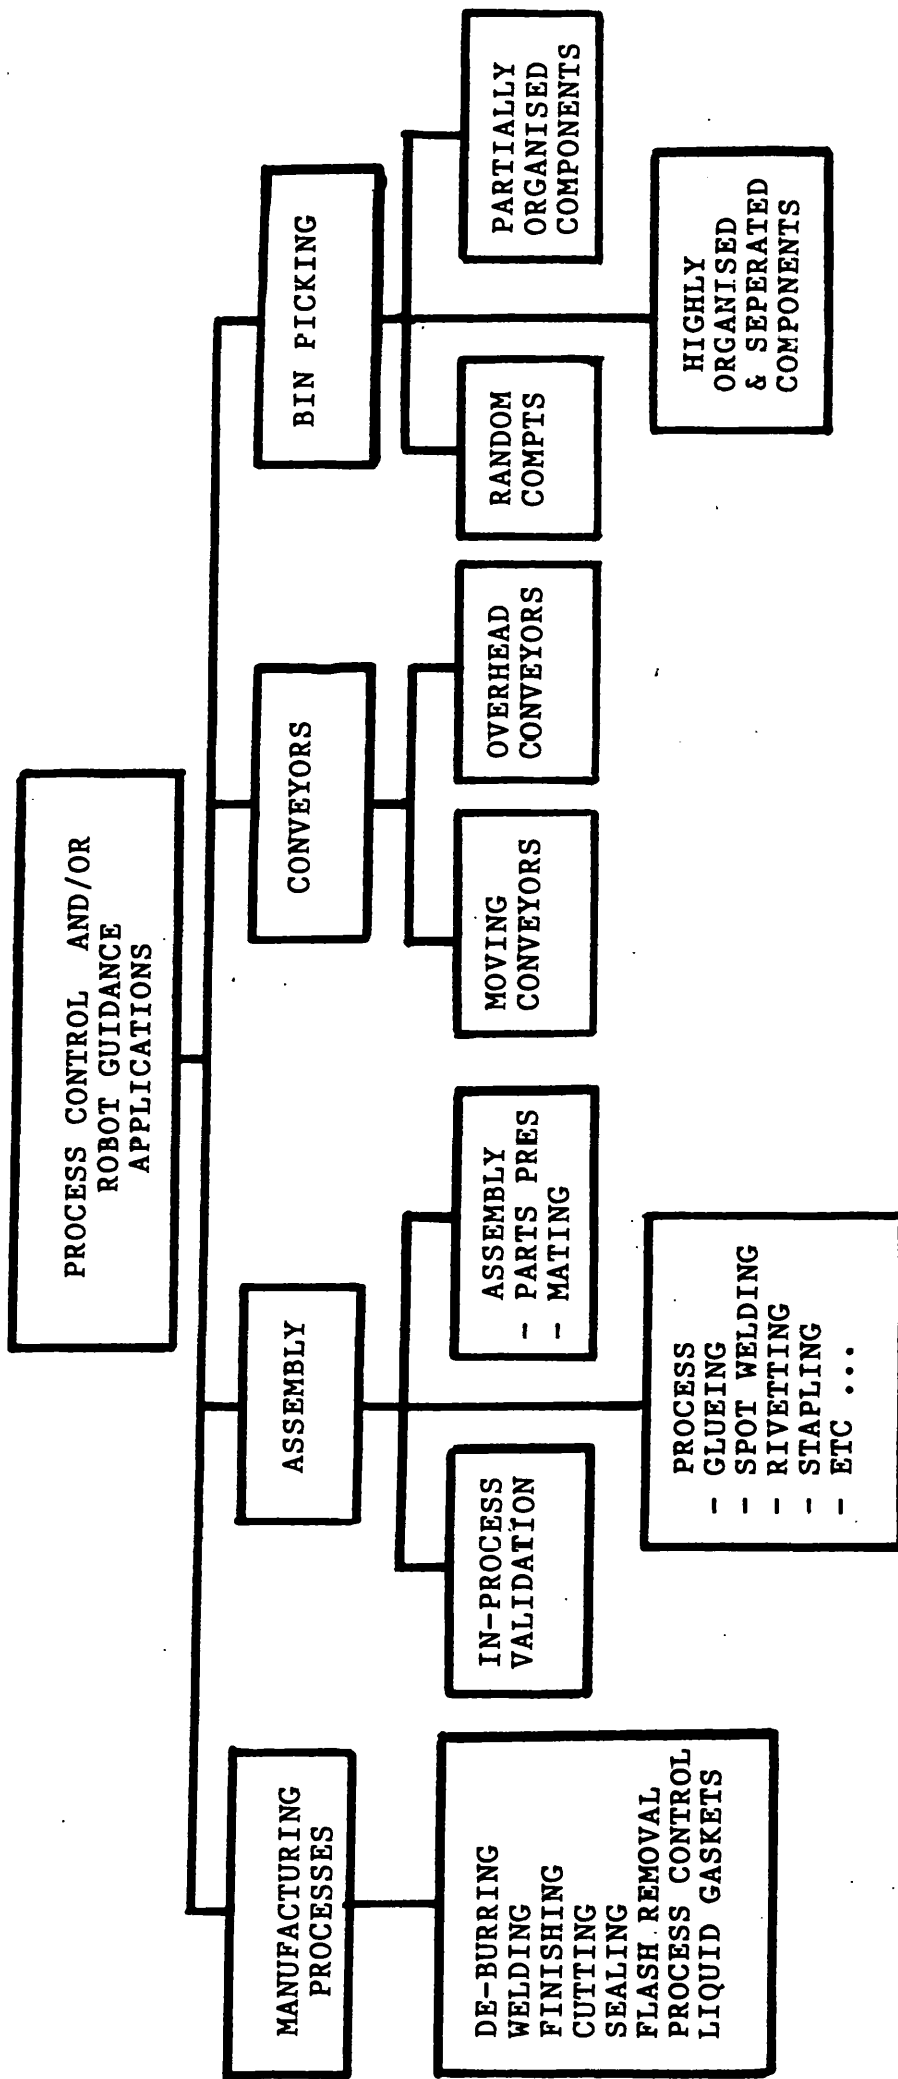 PROCESS CONTROL AND/OR
ROBOT GUIDANCE
APPLICATIONS
MANUFACTURING
PROCESSES
ASSEMBLY
CONVEYORS
BIN PICKING
DE-BURRING
WELDING
FINISHING
CUTTING
SEALING
FLASH REMOVAL
PROCESS CONTROL
LIQUID GASKETS
IN-PROCESS
VALIDATION
ASSEMBLY
- PARTS PRES
- MATING
PROCESS
- GLUEING
- SPOT WELDING
- RIVETTING
- STAPLING
- ETC ...
MOVING
CONVEYORS
OVERHEAD
CONVEYORS
RANDOM
COMPTS
PARTIALLY
ORGANISED
COMPONENTS
HIGHLY
ORGANISED
& SEPERATED
COMPONENTS